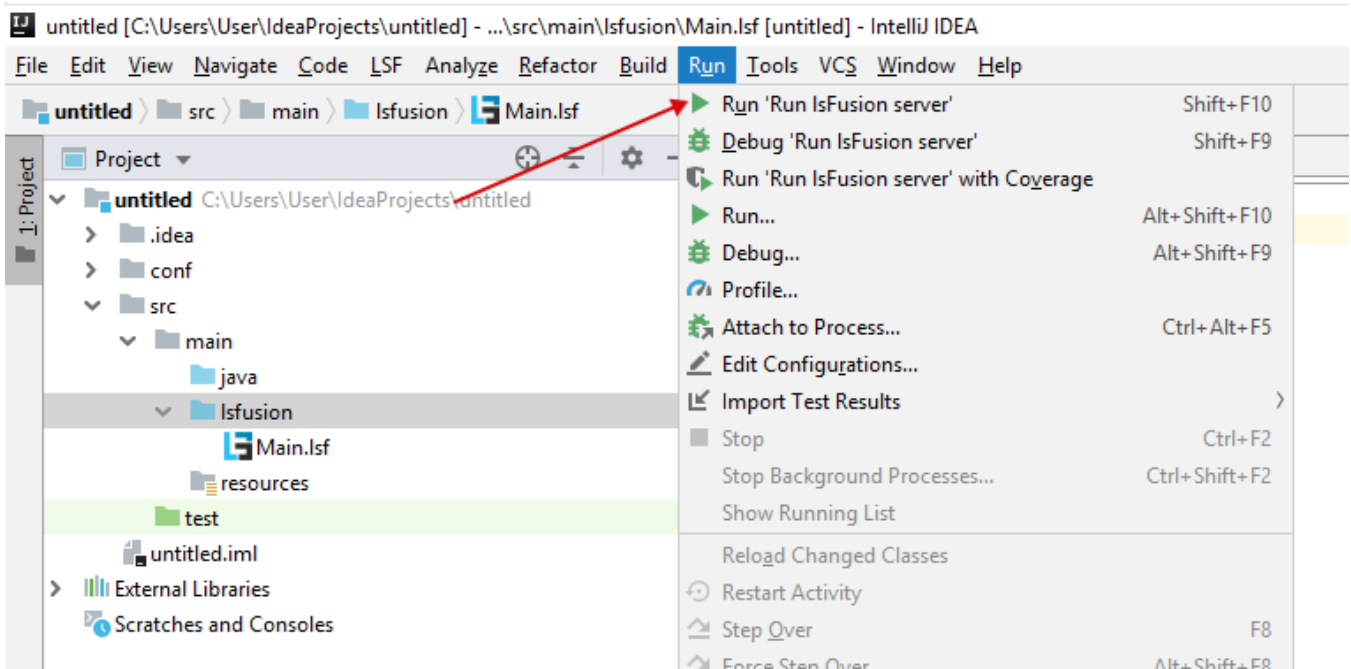 untitled [C:\Users\User\IdeaProjects\untitled] - ...\src\main\lsfusion\Main.lsf [untitled] - IntelliJ IDEA
File Edit View Navigate Code LSF Analyze Refactor Build Run Tools VCS Window Help
untitled src main lsfusion Main.lsf
1: Project
Project
untitled C:\Users\User\IdeaProjects\untitled
.idea
conf
src
main
java
lsfusion
Main.lsf
resources
test
untitled.iml
External Libraries
Scratches and Consoles
Run 'Run lsFusion server' Shift+F10
Debug 'Run lsFusion server' Shift+F9
Run 'Run lsFusion server' with Coverage
Run... Alt+Shift+F10
Debug... Alt+Shift+F9
Profile...
Attach to Process... Ctrl+Alt+F5
Edit Configurations...
Import Test Results
Stop Ctrl+F2
Stop Background Processes... Ctrl+Shift+F2
Show Running List
Reload Changed Classes
Restart Activity
Step Over F8
Force Step Over Alt+Shift+F8